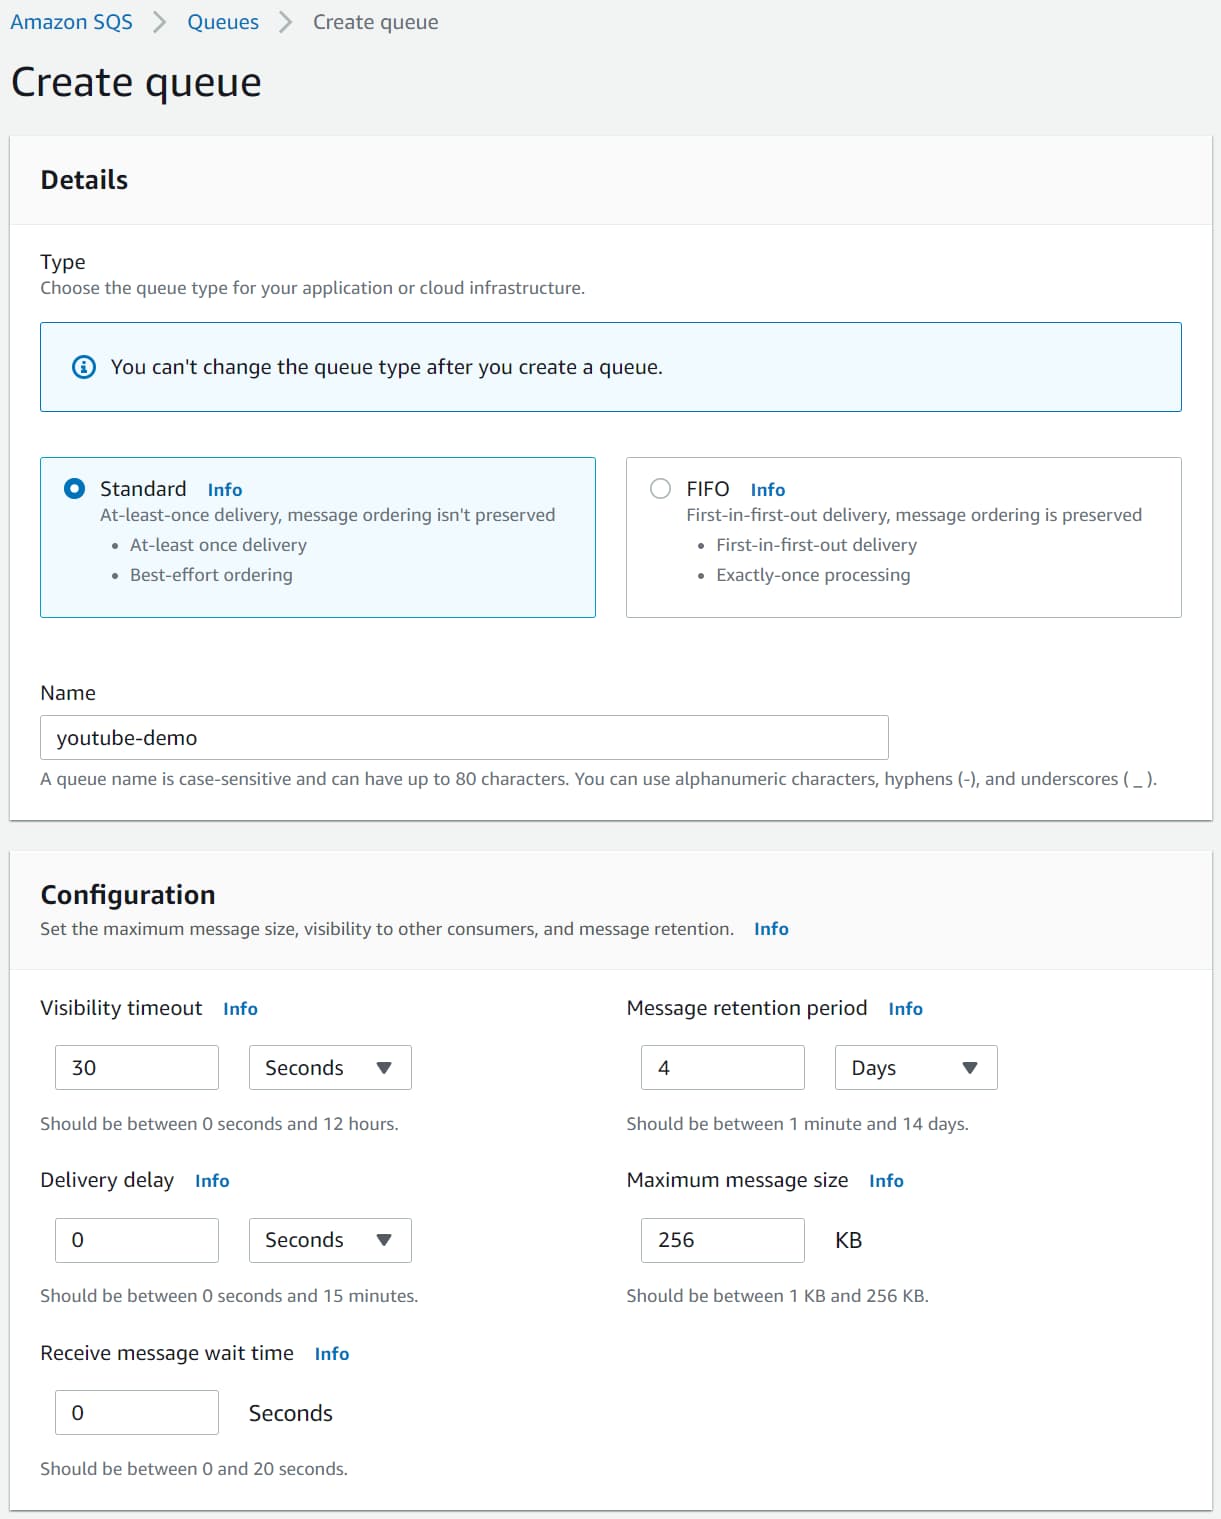 Amazon SQS > Queues > Create queue
Create queue
Details
Type
Choose the queue type for your application or cloud infrastructure.
You can't change the queue type after you create a queue.
Standard Info
At-least-once delivery, message ordering isn't preserved
• At-least once delivery
• Best-effort ordering
FIFO Info
First-in-first-out delivery, message ordering is preserved
• First-in-first-out delivery
• Exactly-once processing
Name
youtube-demo
A queue name is case-sensitive and can have up to 80 characters. You can use alphanumeric characters, hyphens (-), and underscores ( _ ).
Configuration
Set the maximum message size, visibility to other consumers, and message retention. Info
Visibility timeout Info
30 Seconds
Should be between 0 seconds and 12 hours.
Message retention period Info
4 Days
Should be between 1 minute and 14 days.
Delivery delay Info
0 Seconds
Should be between 0 seconds and 15 minutes.
Maximum message size Info
256 KB
Should be between 1 KB and 256 KB.
Receive message wait time Info
0 Seconds
Should be between 0 and 20 seconds.